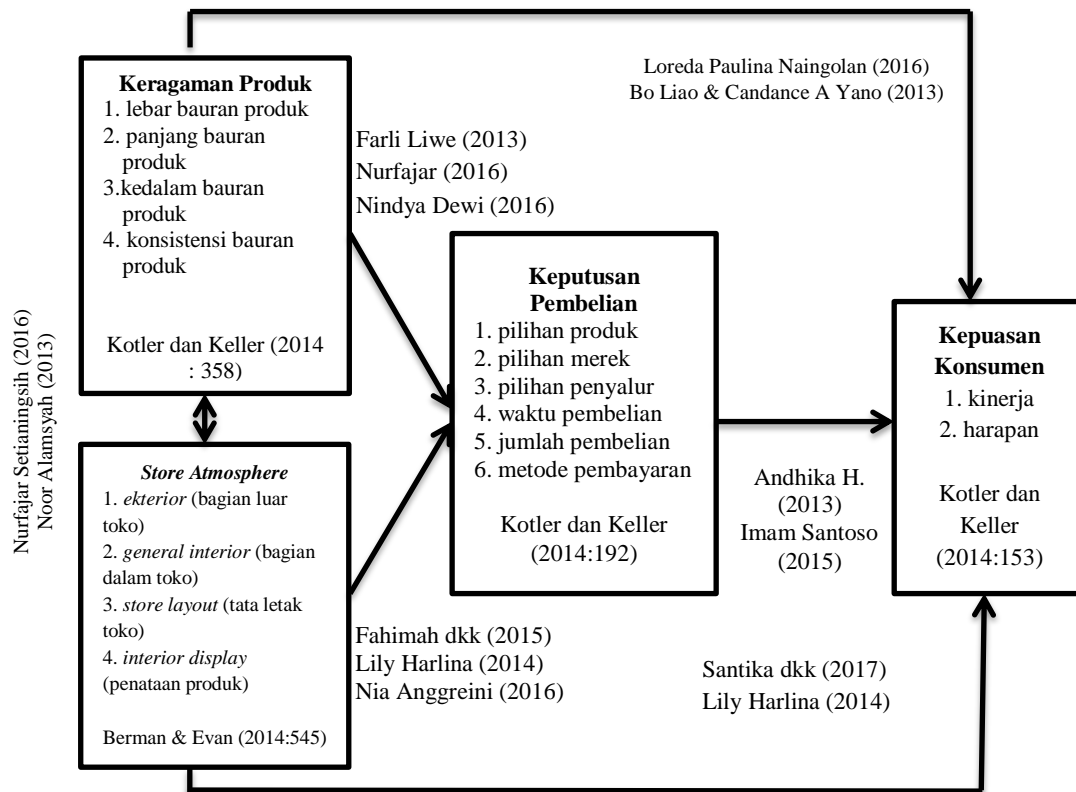 Loreda Paulina Naingolan (2016)
Bo Liao & Candance A Yano (2013)
Keragaman Produk
1. lebar bauran produk
2. panjang bauran
produk
3.kedalam bauran
produk
4. konsistensi bauran
produk
Kotler dan Keller (2014
: 358)
Farli Liwe (2013)
Nurfajar (2016)
Nindya Dewi (2016)
Nurfajar Setianingsih (2016)
Noor Alamsyah (2013)
Keputusan
Pembelian
1. pilihan produk
2. pilihan merek
3. pilihan penyalur
4. waktu pembelian
5. jumlah pembelian
6. metode pembayaran
Kotler dan Keller
(2014:192)
Kepuasan
Konsumen
1. kinerja
2. harapan
Kotler dan
Keller
(2014:153)
Andhika H.
(2013)
Imam Santoso
(2015)
Store Atmosphere
1. ekterior (bagian luar
toko)
2. general interior (bagian
dalam toko)
3. store layout (tata letak
toko)
4. interior display
(penataan produk)
Berman & Evan (2014:545)
Fahimah dkk (2015)
Lily Harlina (2014)
Nia Anggreini (2016)
Santika dkk (2017)
Lily Harlina (2014)